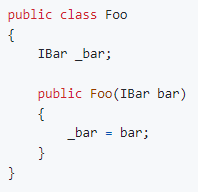 public class Foo
{
    IBar _bar;

    public Foo(IBar bar)
    {
        _bar = bar;
    }
}